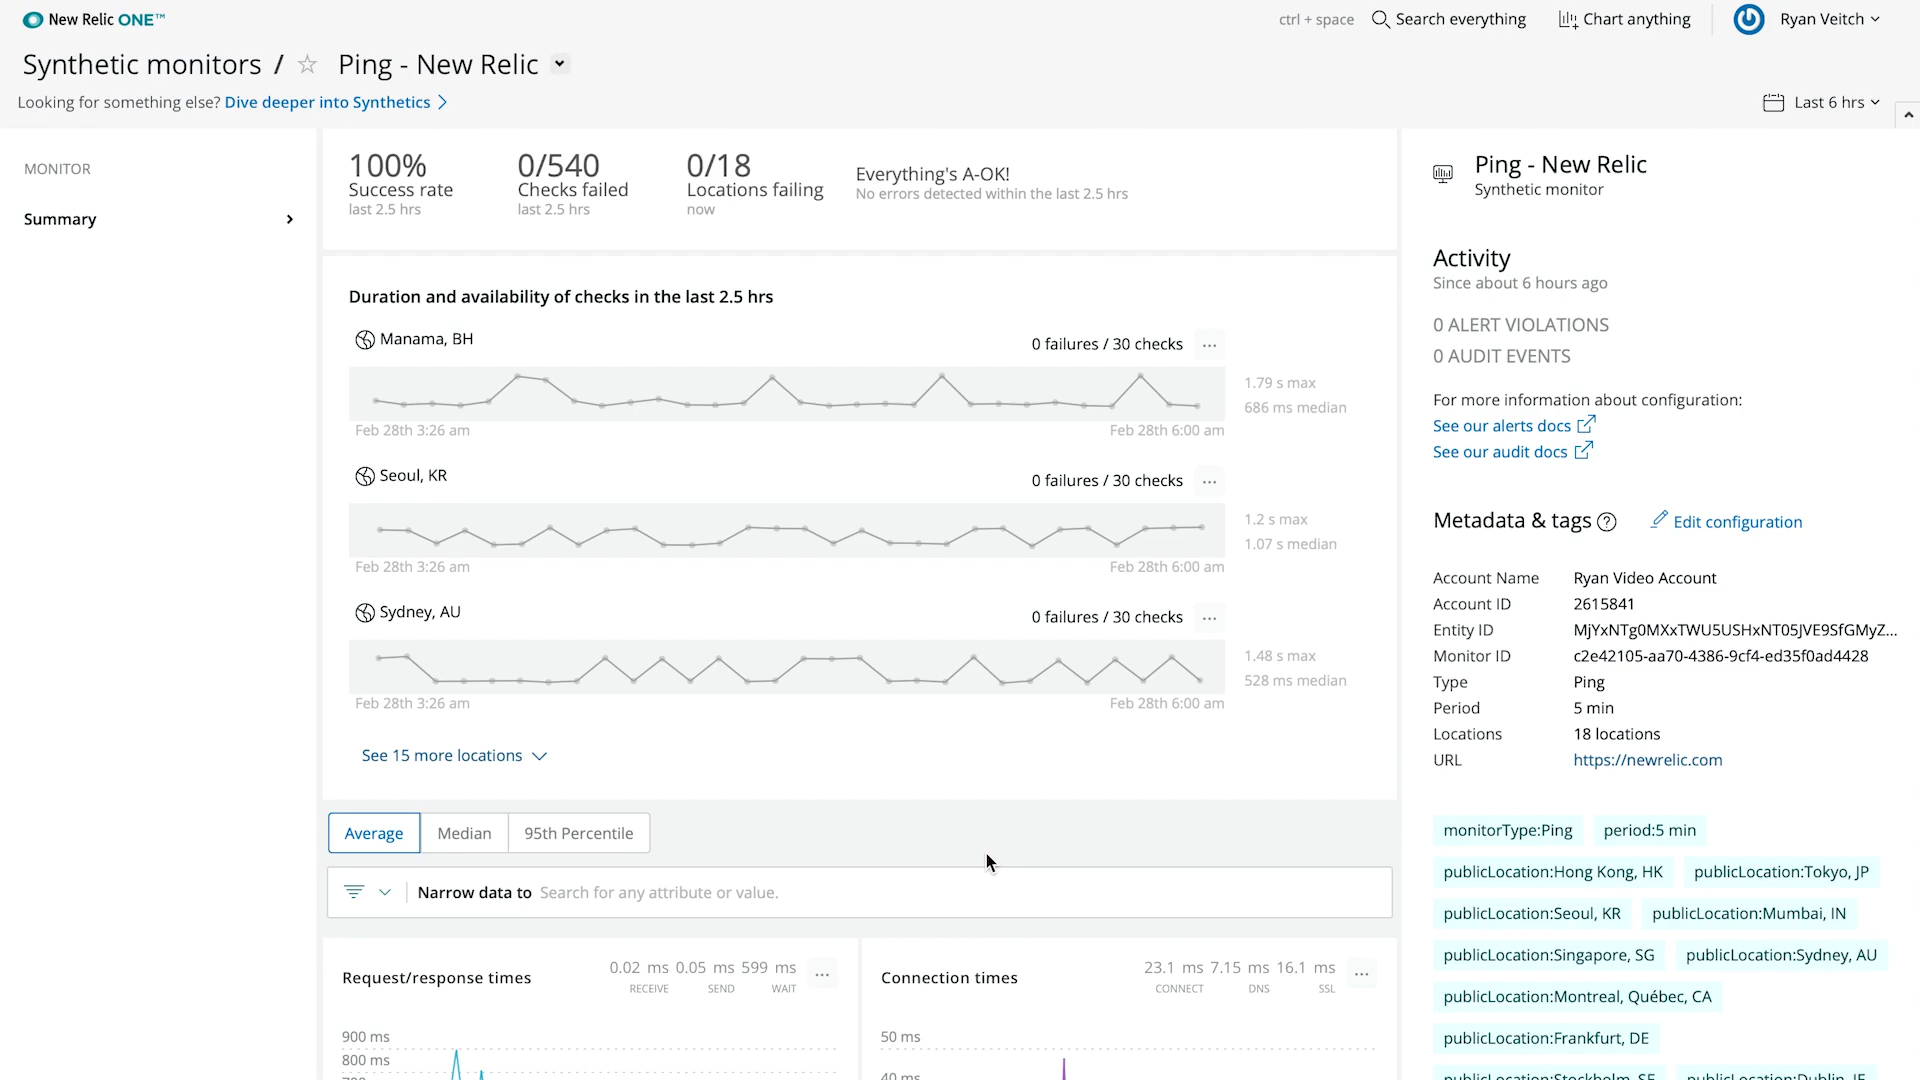 New Relic ONE™
ctrl + space
Search everything
Chart anything
Ryan Veitch
Synthetic monitors / ☆ Ping - New Relic
Looking for something else? Dive deeper into Synthetics
Last 6 hrs
MONITOR
Summary
100%
Success rate
last 2.5 hrs
0/540
Checks failed
last 2.5 hrs
0/18
Locations failing
now
Everything's A-OK!
No errors detected within the last 2.5 hrs
Duration and availability of checks in the last 2.5 hrs
Manama, BH
0 failures / 30 checks
...
1.79 s max
686 ms median
Feb 28th 3:26 am
Feb 28th 6:00 am
Seoul, KR
0 failures / 30 checks
...
1.2 s max
1.07 s median
Feb 28th 3:26 am
Feb 28th 6:00 am
Sydney, AU
0 failures / 30 checks
...
1.48 s max
528 ms median
Feb 28th 3:26 am
Feb 28th 6:00 am
See 15 more locations
Average
Median
95th Percentile
Narrow data to Search for any attribute or value.
Request/response times
0.02 ms 0.05 ms 599 ms
RECEIVE SEND WAIT
...
900 ms
800 ms
Connection times
23.1 ms 7.15 ms 16.1 ms
CONNECT DNS SSL
...
50 ms
40 ms
Ping - New Relic
Synthetic monitor
Activity
Since about 6 hours ago
0 ALERT VIOLATIONS
0 AUDIT EVENTS
For more information about configuration:
See our alerts docs
See our audit docs
Metadata & tags ?
Edit configuration
Account Name Ryan Video Account
Account ID 2615841
Entity ID MjYxNTg0MXxTWU5USHxNT05JVE9SfGMyZ...
Monitor ID c2e42105-aa70-4386-9cf4-ed35f0ad4428
Type Ping
Period 5 min
Locations 18 locations
URL https://newrelic.com
monitorType:Ping period:5 min
publicLocation:Hong Kong, HK publicLocation:Tokyo, JP
publicLocation:Seoul, KR publicLocation:Mumbai, IN
publicLocation:Singapore, SG publicLocation:Sydney, AU
publicLocation:Montreal, Québec, CA
publicLocation:Frankfurt, DE
publicLocation:Stockholm, SE publicLocation:Dublin, IE